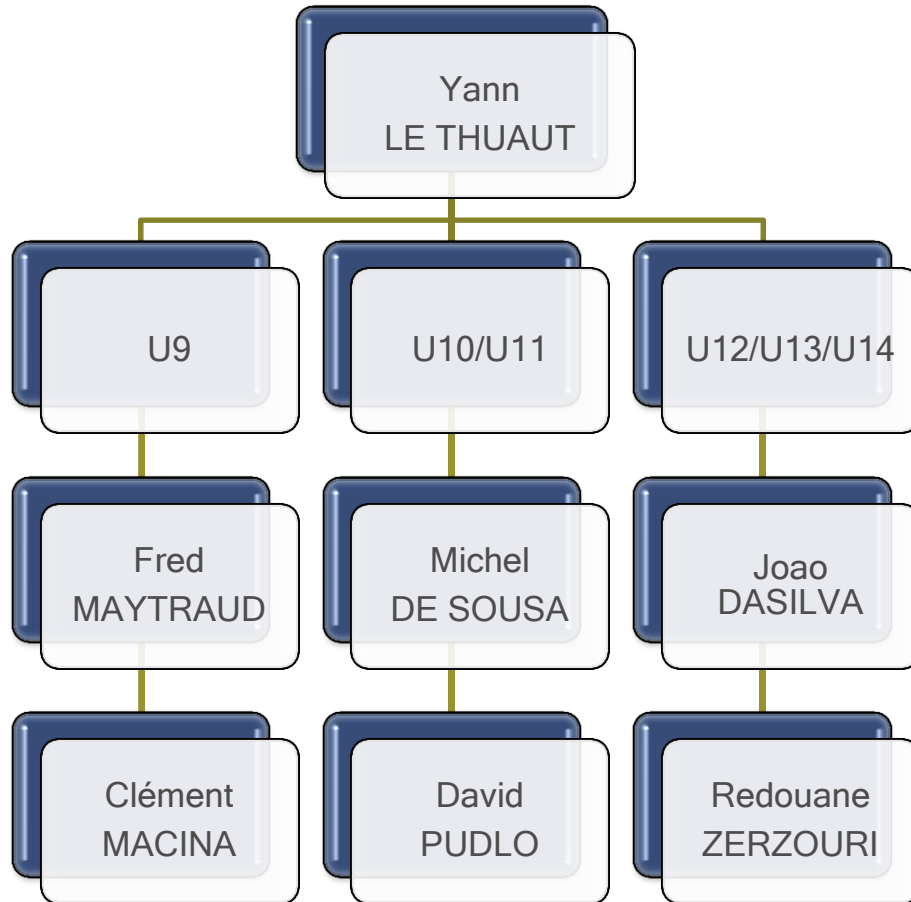 Yann
LE THUAUT
U9
U10/U11
U12/U13/U14
Fred
MAYTRAUD
Michel
DE SOUSA
Joao
DASILVA
Clément
MACINA
David
PUDLO
Redouane
ZERZOURI